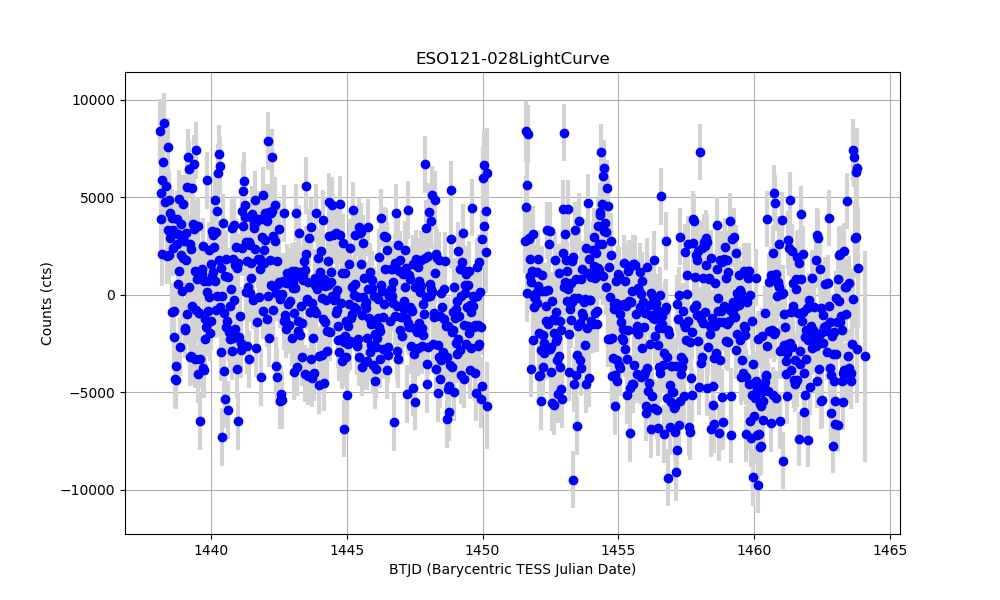 ESO121-028LightCurve
10000
5000
0
−5000
−10000
Counts (cts)
1440 1445 1450 1455 1460 1465
BTJD (Barycentric TESS Julian Date)